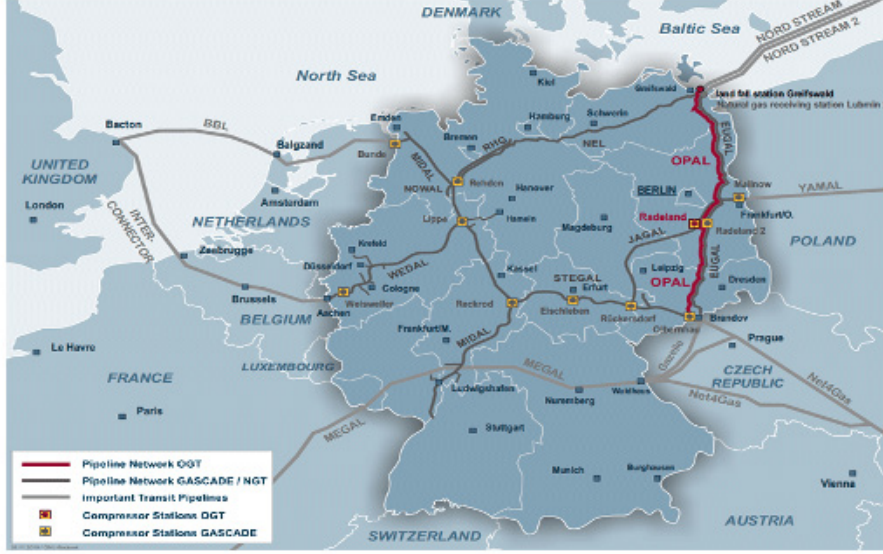 DENMARK
Baltic Sea
NORD STREAM
NORD STREAM 2
North Sea
Kiel
Greifswald
land fall station Greifswald
Natural gas receiving station Lubmin
Bacton
BBL
Balgzand
Emden
Bunde
Bremen
Hamburg
Schwerin
RHG
NEL
EUGAL
OPAL
MIDAL
NOWAL
Rehden
UNITED
KINGDOM
London
Amsterdam
NETHERLANDS
Hanover
BERLIN
Mallnow
YAMAL
Frankfurt/O.
INTER-
CONNECTOR
Lippe
Hameln
Magdeburg
Radeland
Radeland 2
JAGAL
POLAND
Zeebrugge
Krefeld
Düsseldorf
WEDAL
Cologne
Kassel
STEGAL
Leipzig
OPAL
EUGAL
Dresden
Brussels
Weisweiler
Aachen
Reckrod
Erfurt
Eischleben
Rückersdorf
Olbernhau
Brandov
BELGIUM
Frankfurt/M.
MIDAL
Prague
Le Havre
LUXEMBOURG
MEGAL
Gazelle
CZECH
REPUBLIC
Net4Gas
FRANCE
Ludwigshafen
Nuremberg
Waidhaus
Net4Gas
Paris
MEGAL
Stuttgart
Pipeline Network OGT
Pipeline Network GASCADE / NGT
Important Transit Pipelines
Compressor Stations OGT
Compressor Stations GASCADE
Munich
Burghausen
Vienna
AUSTRIA
SWITZERLAND